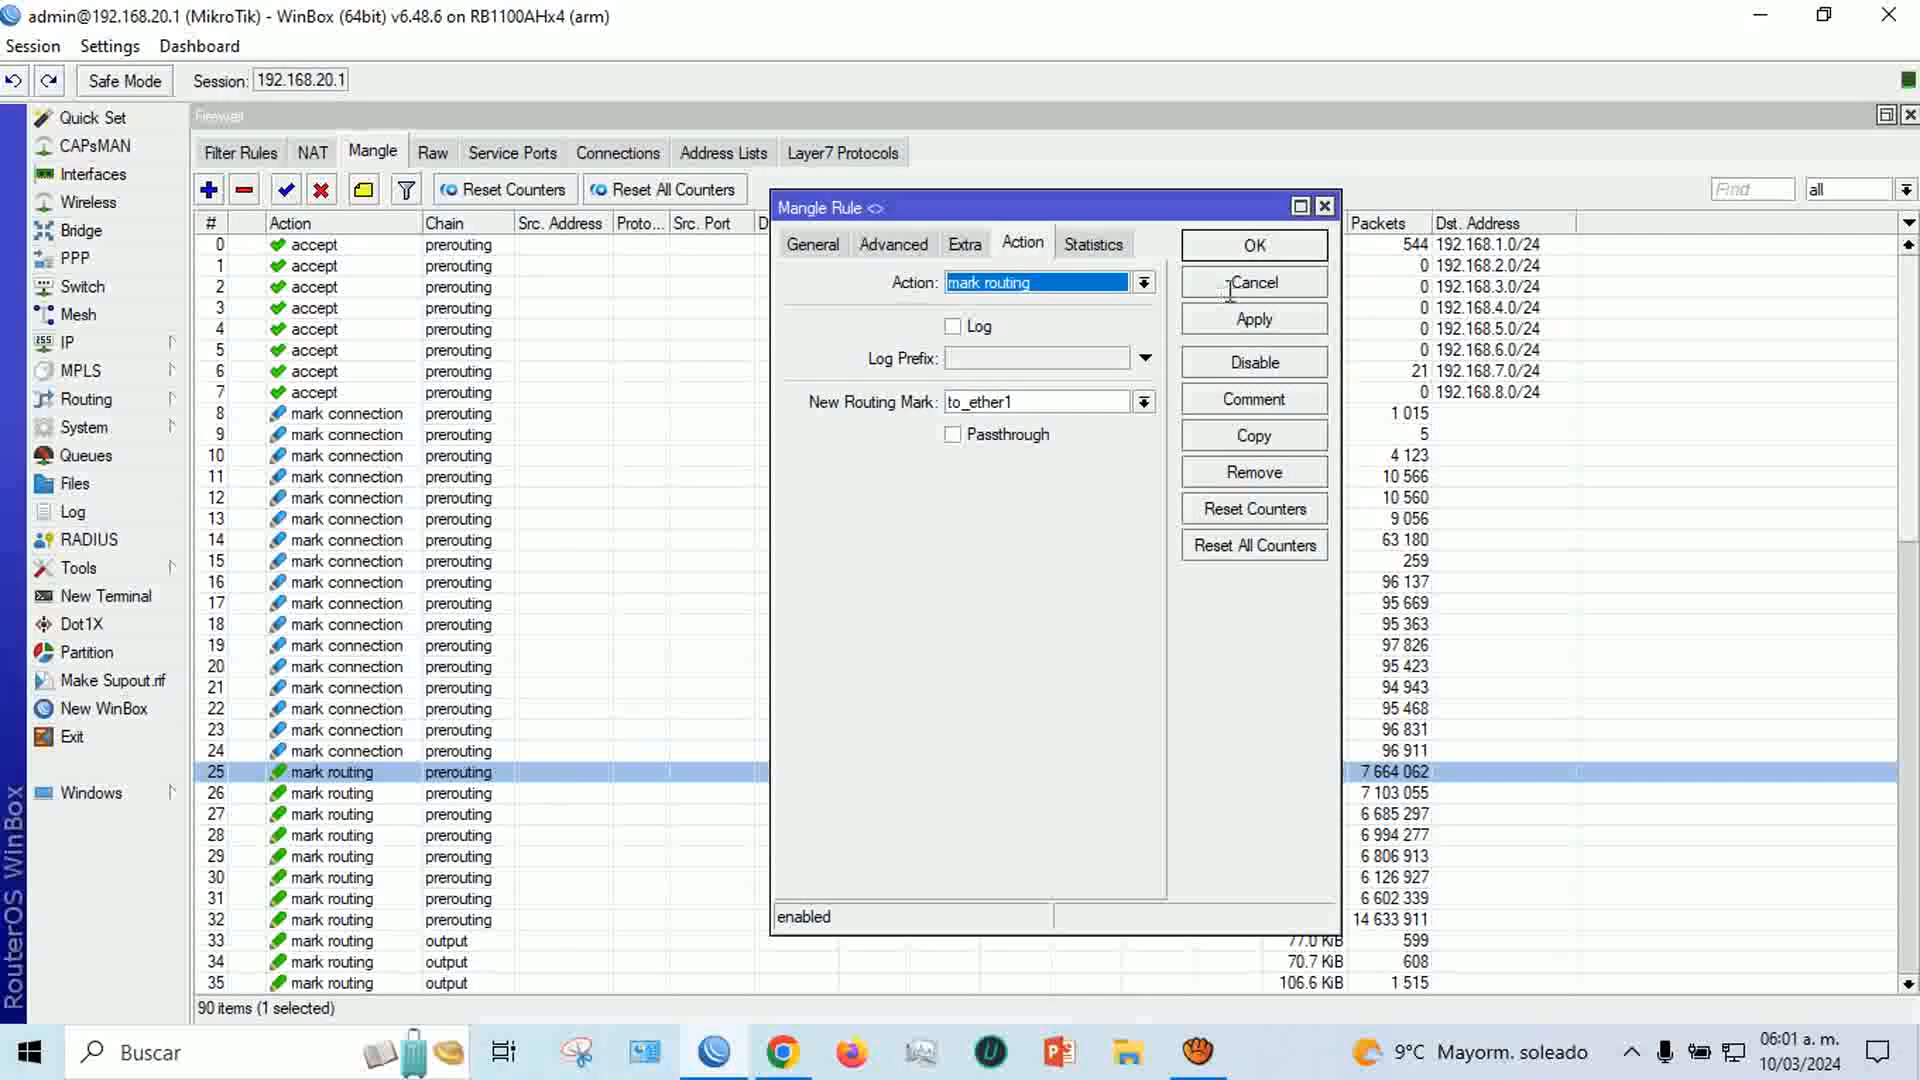 admin@192.168.20.1 (MikroTik) - WinBox (64bit) v6.48.6 on RB1100AHx4 (arm)
Session Settings Dashboard
Safe Mode Session: 192.168.20.1
Firewall
Quick Set
CAPsMAN
Interfaces
Wireless
Bridge
PPP
Switch
Mesh
IP
MPLS
Routing
System
Queues
Files
Log
RADIUS
Tools
New Terminal
Dot1X
Partition
Make Supout.rif
New WinBox
Exit
Windows
RouterOS WinBox
Filter Rules NAT Mangle Raw Service Ports Connections Address Lists Layer7 Protocols
Reset Counters Reset All Counters Find all
# Action Chain Src. Address Proto... Src. Port D Packets Dst. Address
0 accept prerouting 544 192.168.1.0/24
1 accept prerouting 0 192.168.2.0/24
2 accept prerouting 0 192.168.3.0/24
3 accept prerouting 0 192.168.4.0/24
4 accept prerouting 0 192.168.5.0/24
5 accept prerouting 0 192.168.6.0/24
6 accept prerouting 21 192.168.7.0/24
7 accept prerouting 0 192.168.8.0/24
8 mark connection prerouting 1 015
9 mark connection prerouting 5
10 mark connection prerouting 4 123
11 mark connection prerouting 10 566
12 mark connection prerouting 10 560
13 mark connection prerouting 9 056
14 mark connection prerouting 63 180
15 mark connection prerouting 259
16 mark connection prerouting 96 137
17 mark connection prerouting 95 669
18 mark connection prerouting 95 363
19 mark connection prerouting 97 826
20 mark connection prerouting 95 423
21 mark connection prerouting 94 943
22 mark connection prerouting 95 468
23 mark connection prerouting 96 831
24 mark connection prerouting 96 911
25 mark routing prerouting 7 664 062
26 mark routing prerouting 7 103 055
27 mark routing prerouting 6 685 297
28 mark routing prerouting 6 994 277
29 mark routing prerouting 6 806 913
30 mark routing prerouting 6 126 927
31 mark routing prerouting 6 602 339
32 mark routing prerouting 14 633 911
33 mark routing output 77.0 KiB 599
34 mark routing output 70.7 KiB 608
35 mark routing output 106.6 KiB 1 515
90 items (1 selected)
Mangle Rule <>
General Advanced Extra Action Statistics
Action: mark routing
Log
Log Prefix:
New Routing Mark: to_ether1
Passthrough
OK
Cancel
Apply
Disable
Comment
Copy
Remove
Reset Counters
Reset All Counters
enabled
Buscar
9°C Mayorm. soleado
06:01 a. m.
10/03/2024